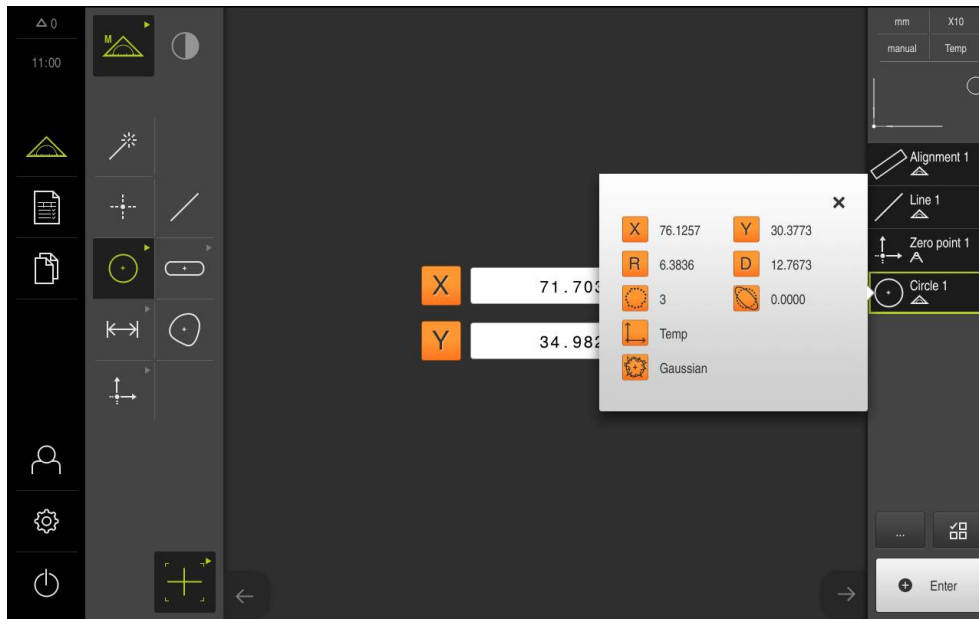 0
mm X10
11:00
manual Temp
M
Alignment 1
Line 1
X 76.1257 Y 30.3773
Zero point 1
R 6.3836 D 12.7673
X 71.703
Circle 1
3 0.0000
Y 34.982
Temp
Gaussian
...
Enter